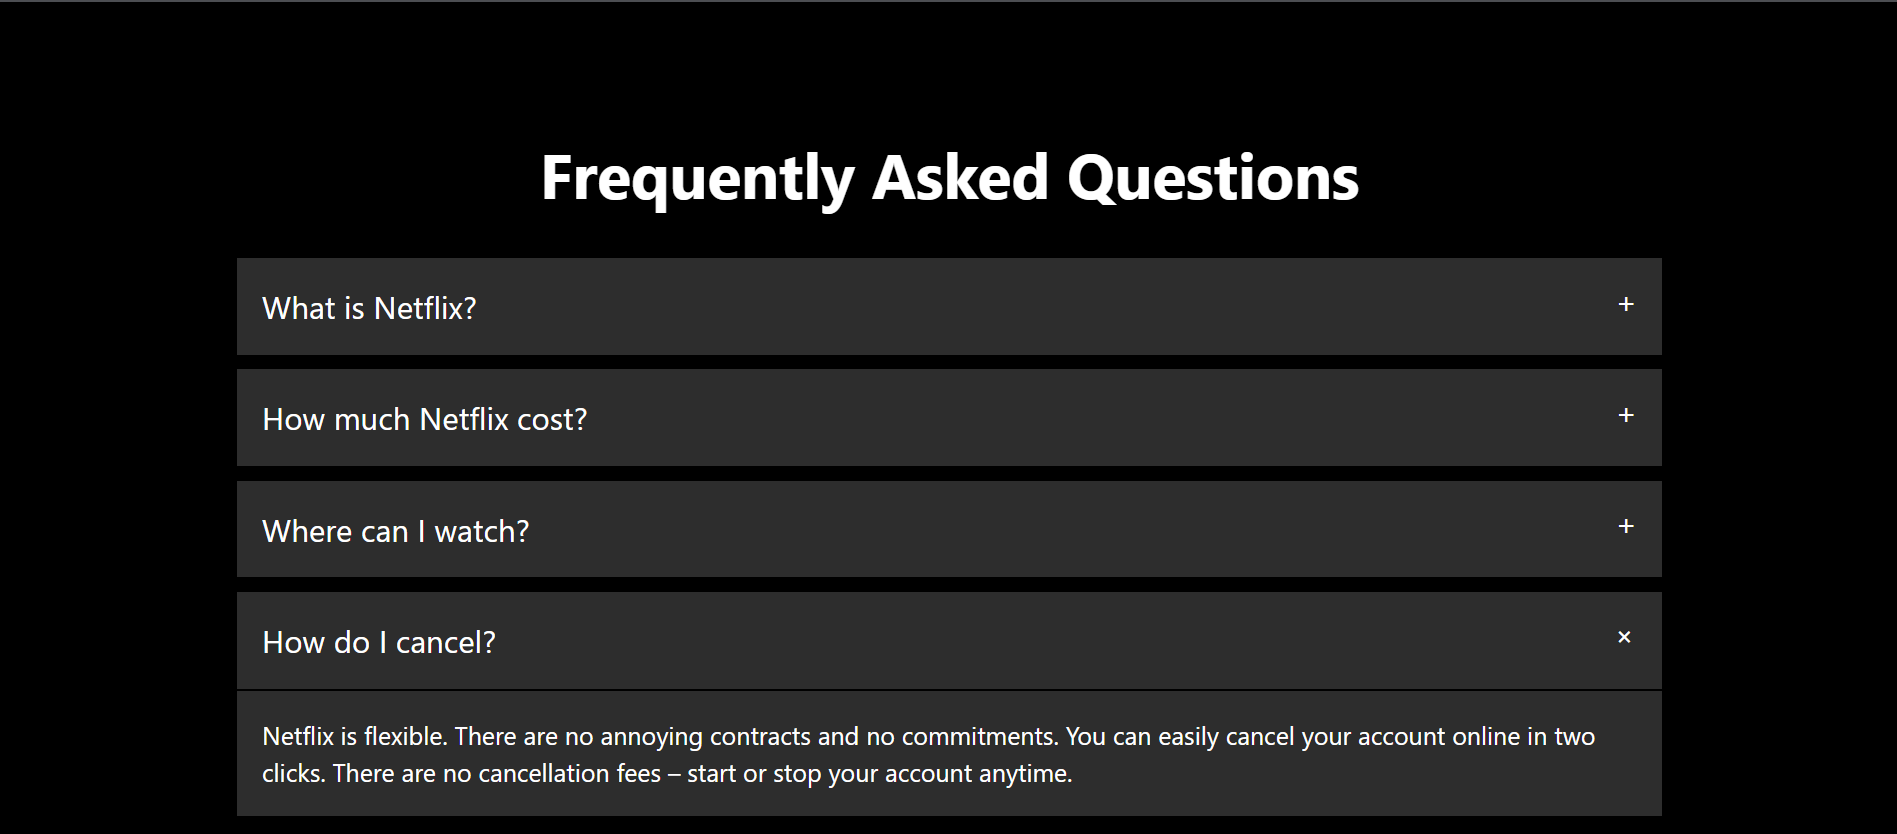 Frequently Asked Questions
What is Netflix?
+
How much Netflix cost?
+
Where can I watch?
+
How do I cancel?
×
Netflix is flexible. There are no annoying contracts and no commitments. You can easily cancel your account online in two
clicks. There are no cancellation fees – start or stop your account anytime.